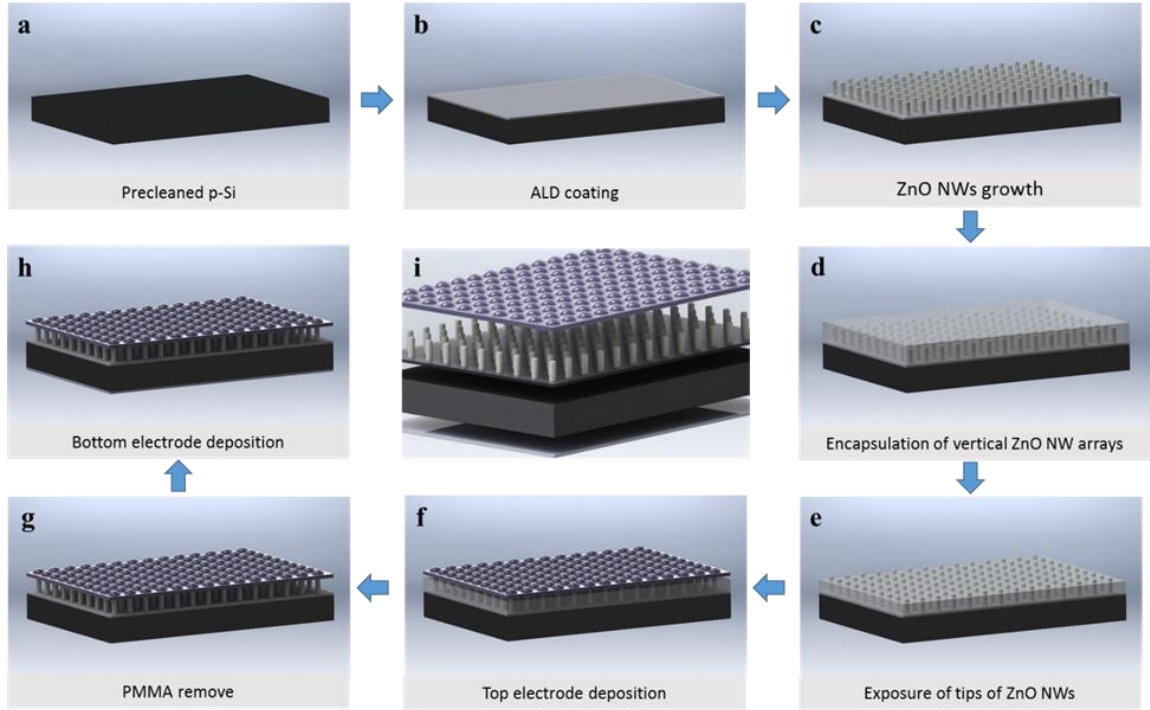 a
Precleaned p-Si
b
ALD coating
c
ZnO NWs growth
h
Bottom electrode deposition
i
d
Encapsulation of vertical ZnO NW arrays
g
PMMA remove
f
Top electrode deposition
e
Exposure of tips of ZnO NWs